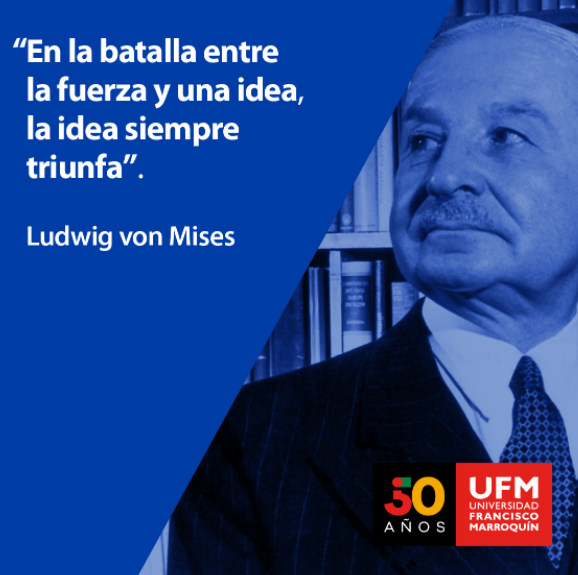 “En la batalla entre
la fuerza y una idea,
la idea siempre
triunfa”.
Ludwig von Mises
50
AÑOS
UFM
UNIVERSIDAD
FRANCISCO
MARROQUÍN